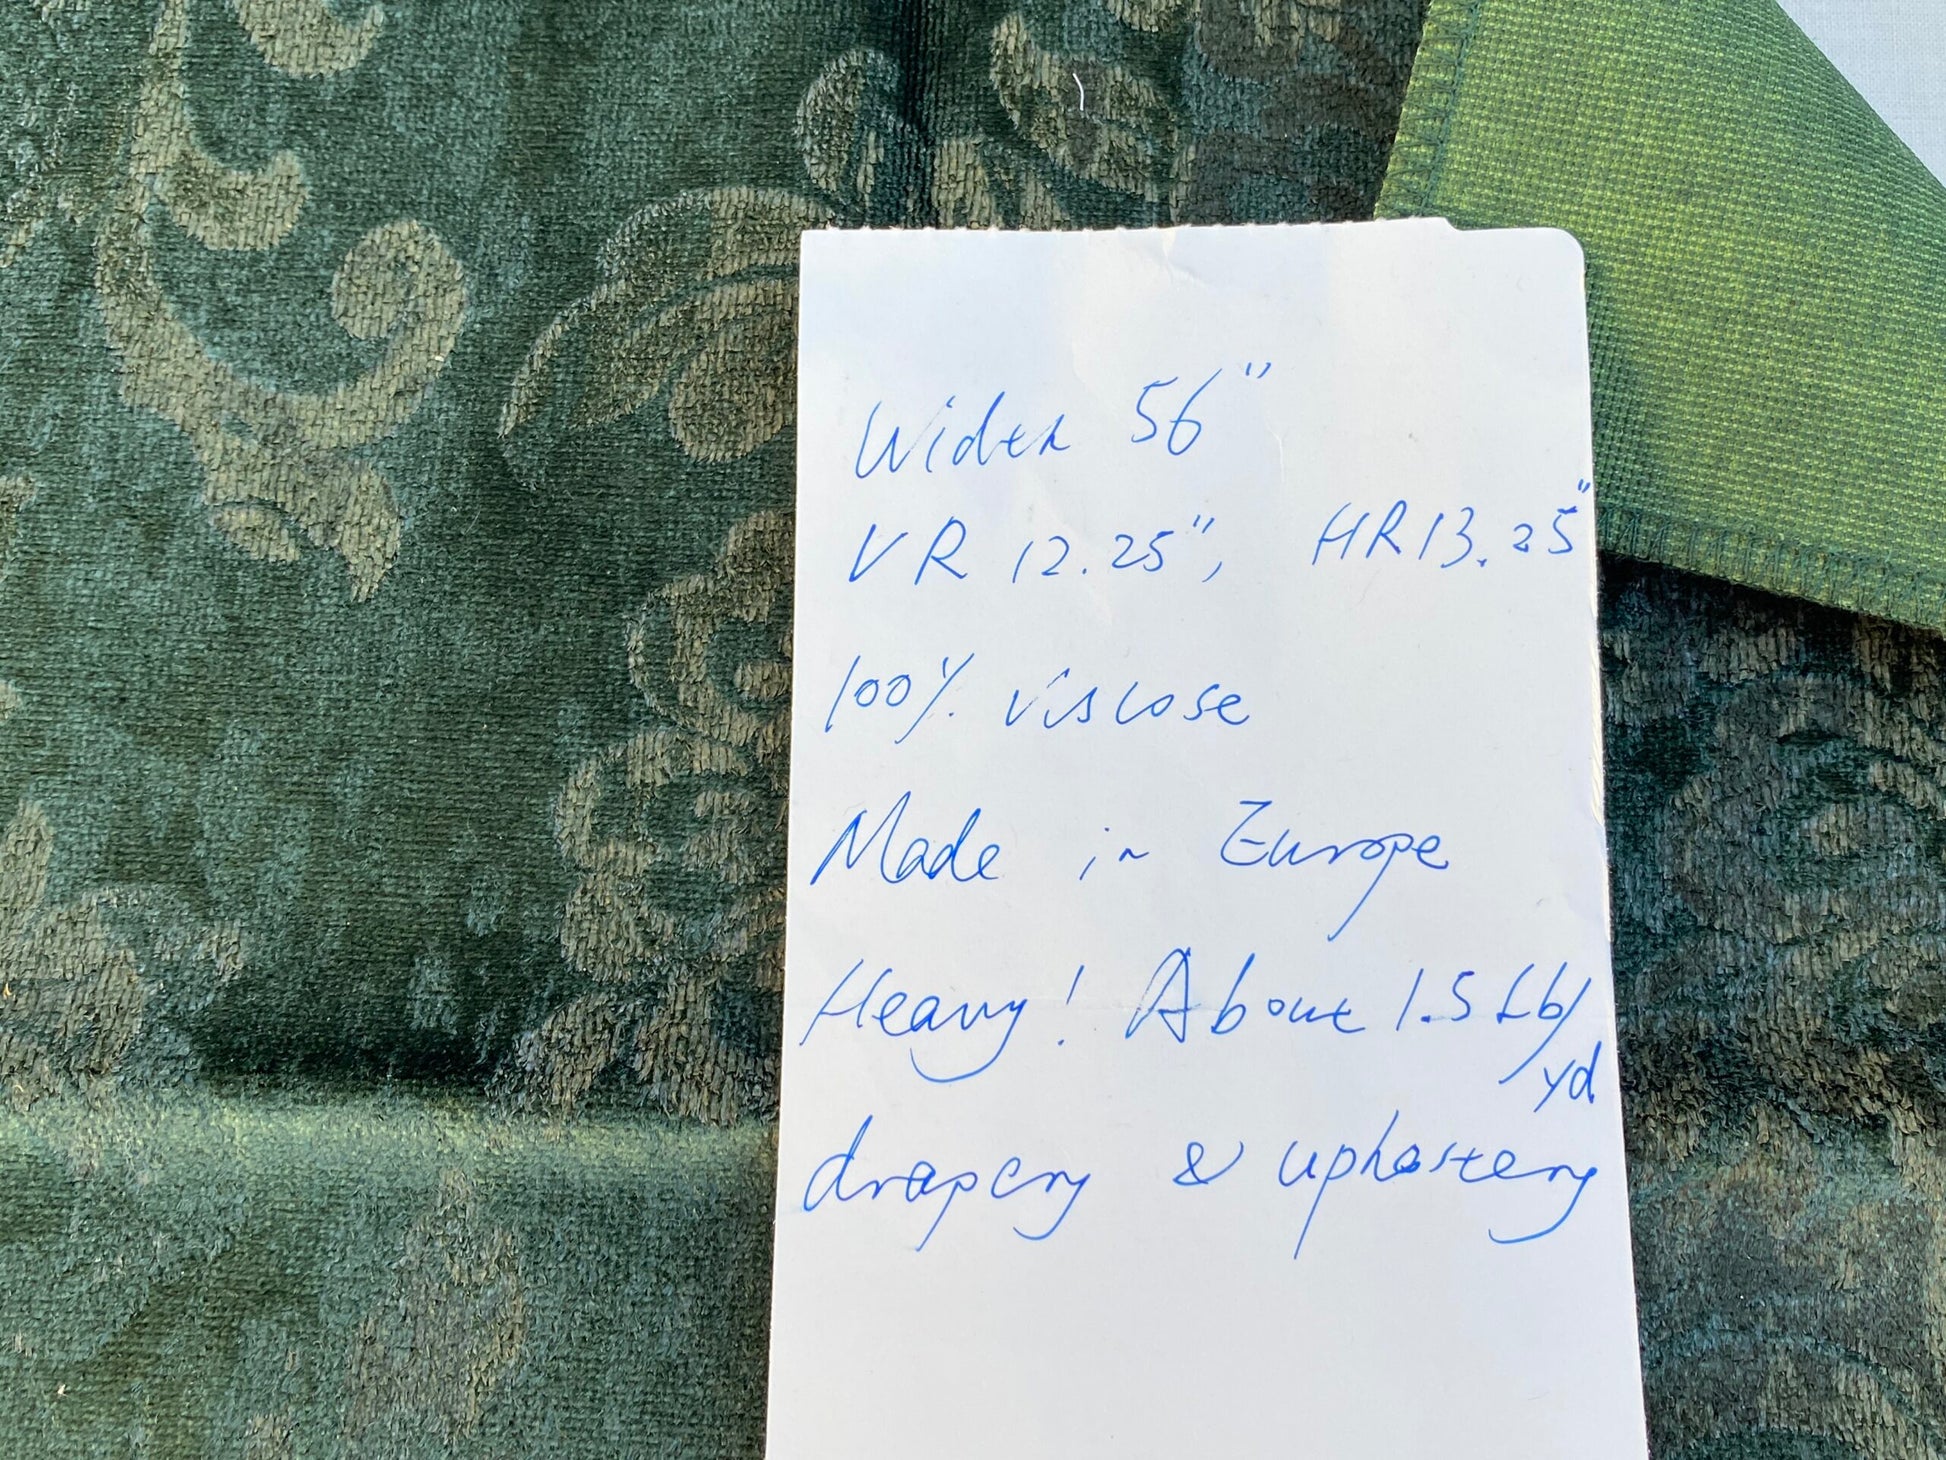 Widen 56"
VR 12.25", HR 13.25"
100% viscose
Made in Europe
Heavy! About 1.5 Lb/
yd
drapery & upholstery